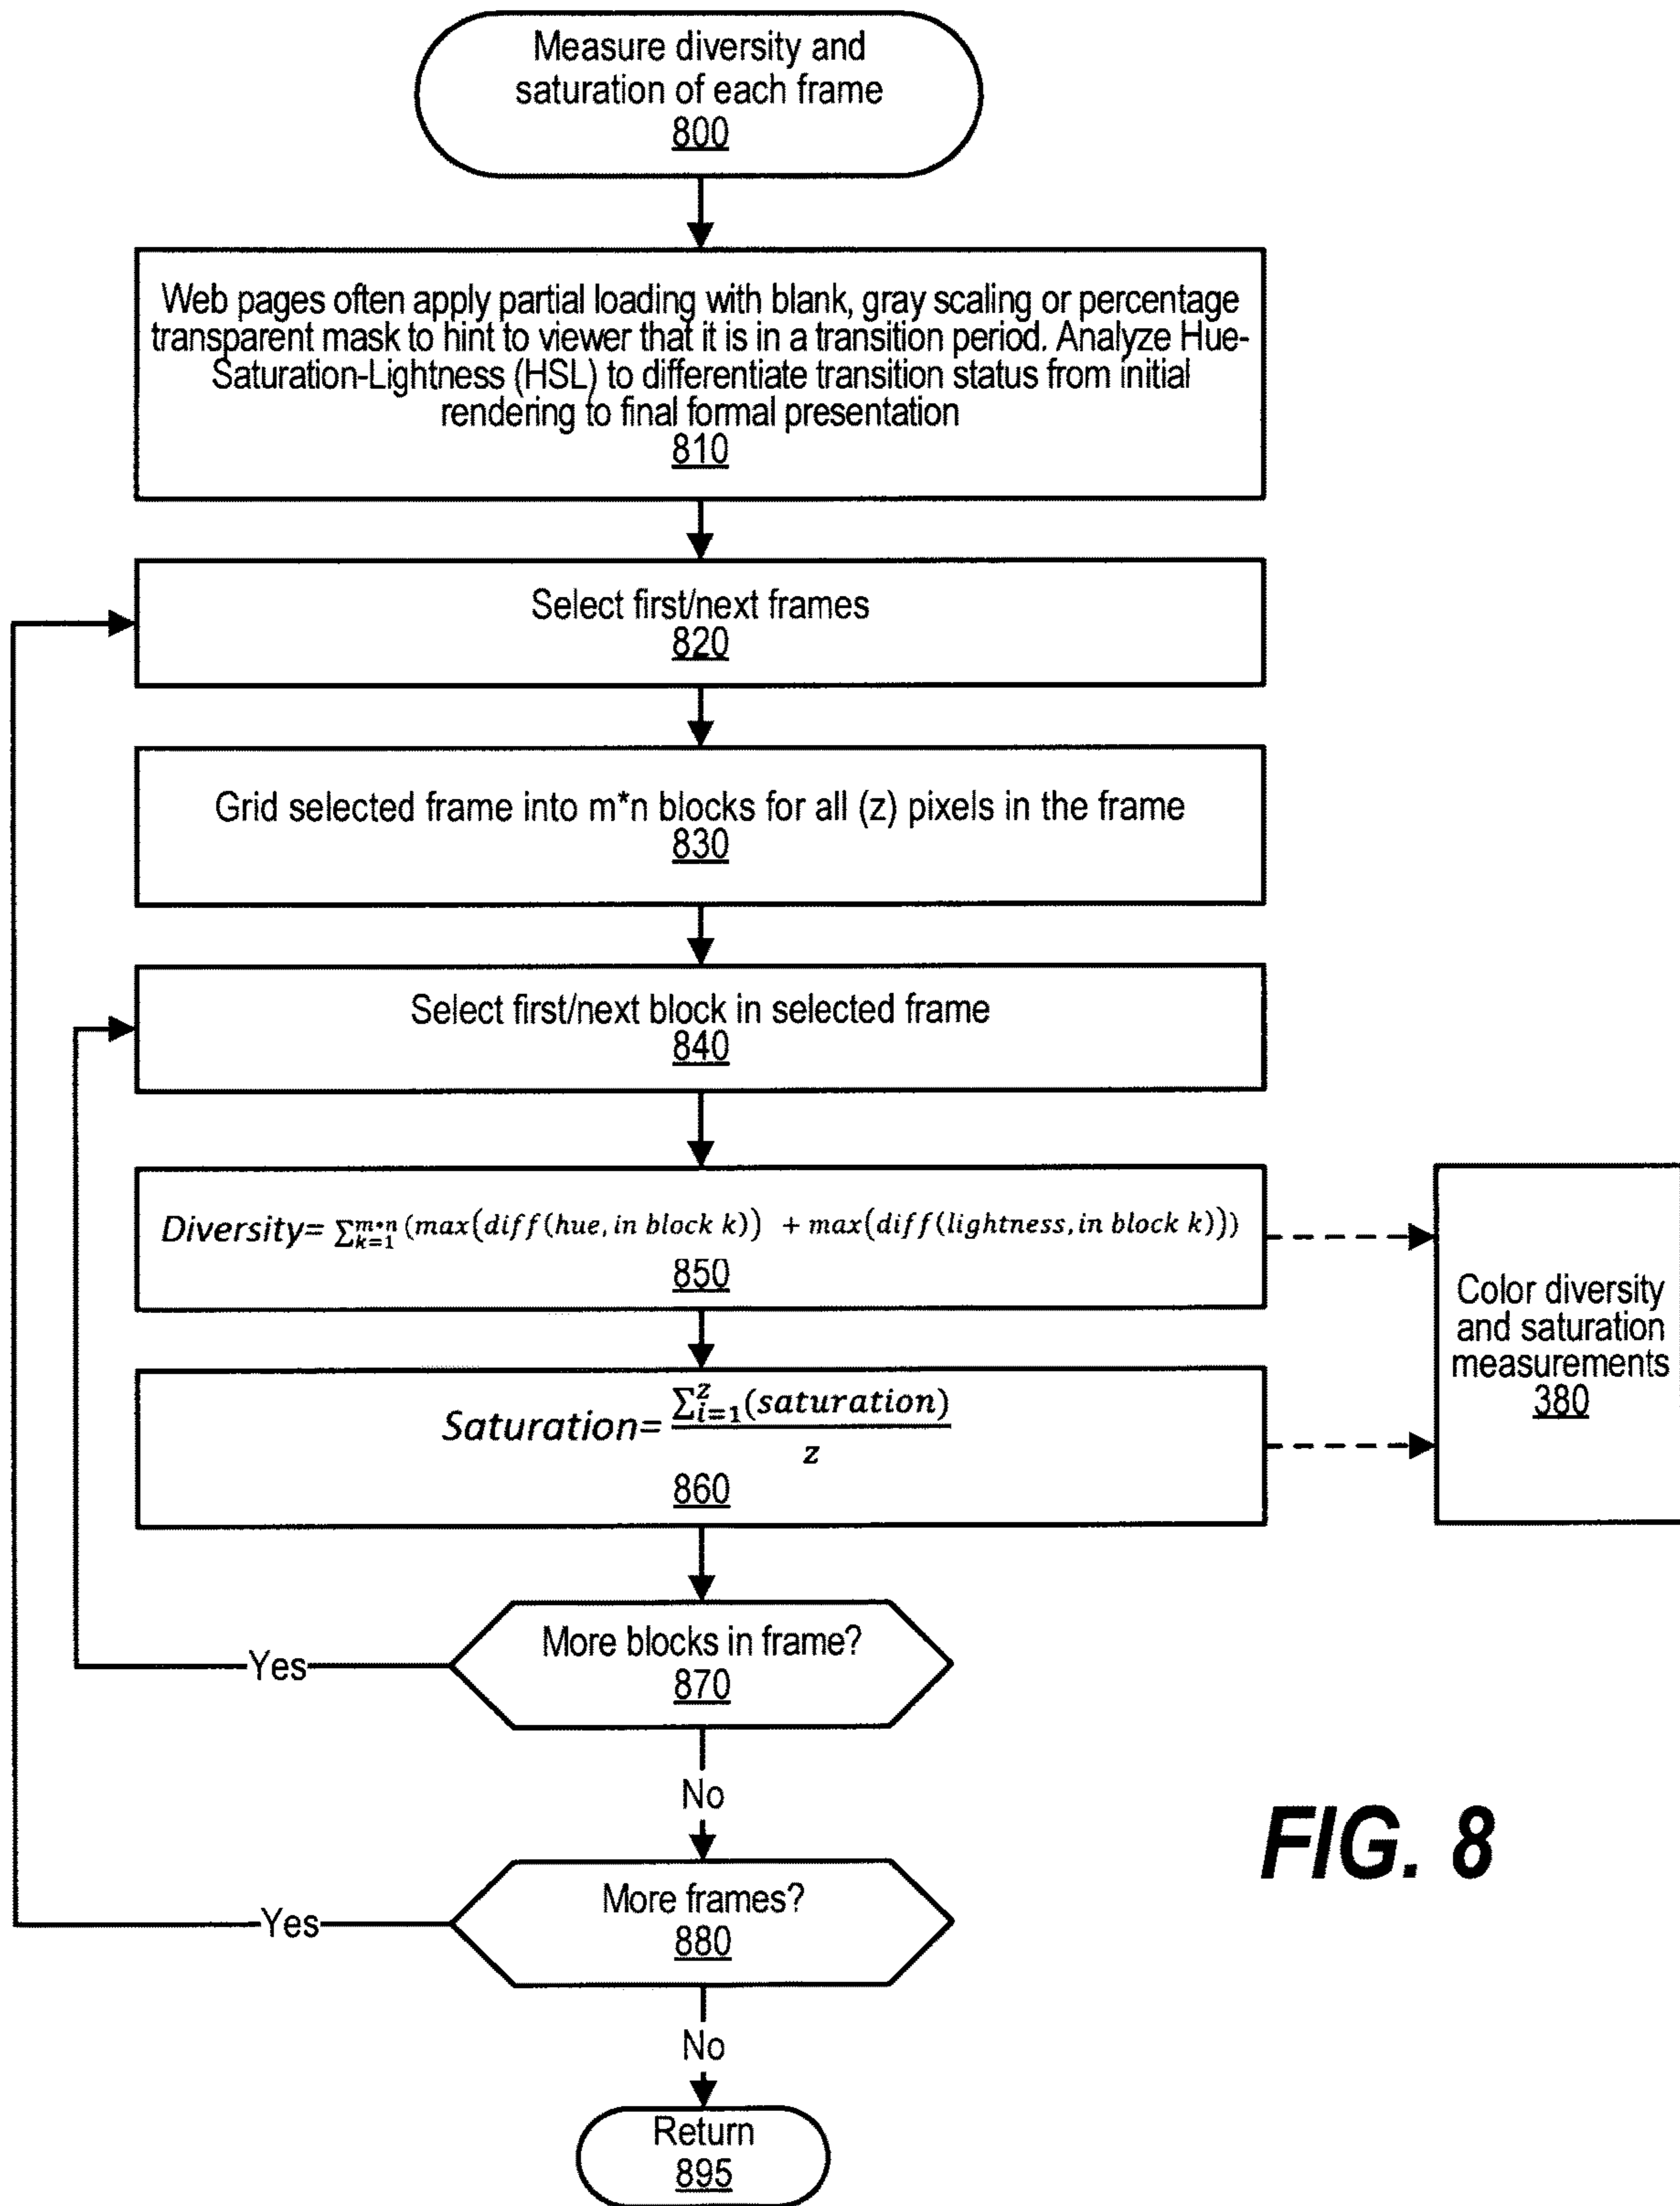 Measure diversity and
saturation of each frame
800
Web pages often apply partial loading with blank, gray scaling or percentage
transparent mask to hint to viewer that it is in a transition period. Analyze Hue-
Saturation-Lightness (HSL) to differentiate transition status from initial
rendering to final formal presentation
810
Select first/next frames
820
Grid selected frame into m*n blocks for all (z) pixels in the frame
830
Select first/next block in selected frame
840
Diversity= ∑_{k=1}^{m*n} (max(diff(hue, in block k)) + max(diff(lightness, in block k)))
850
Saturation= ∑_{i=1}^{z}(saturation)
z
860
Color diversity
and saturation
measurements
380
More blocks in frame?
870
Yes
No
More frames?
880
Yes
No
Return
895
FIG. 8